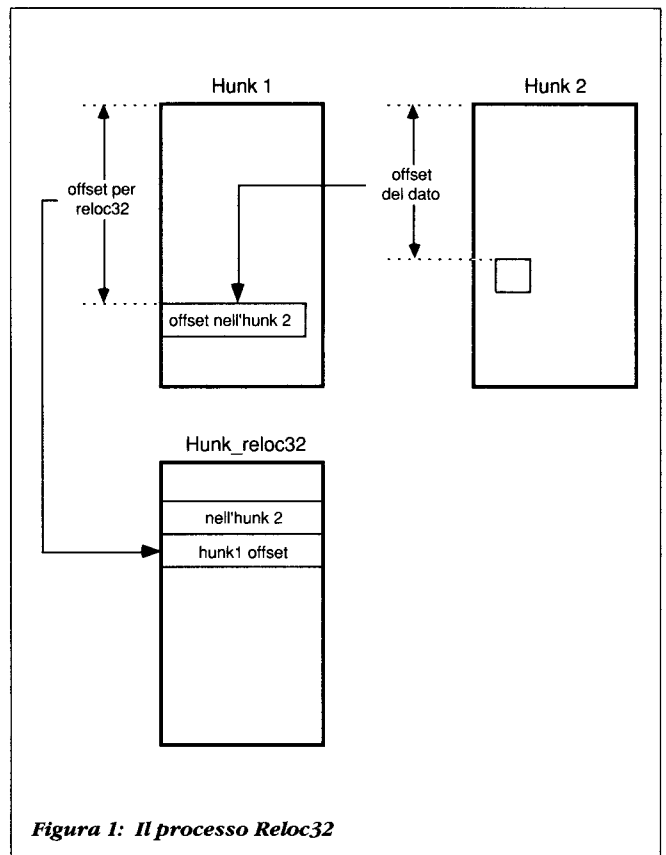 Hunk 1
Hunk 2
offset per
reloc32
offset
del dato
offset nell'hunk 2
Hunk_reloc32
nell'hunk 2
hunk1 offset
Figura 1: Il processo Reloc32